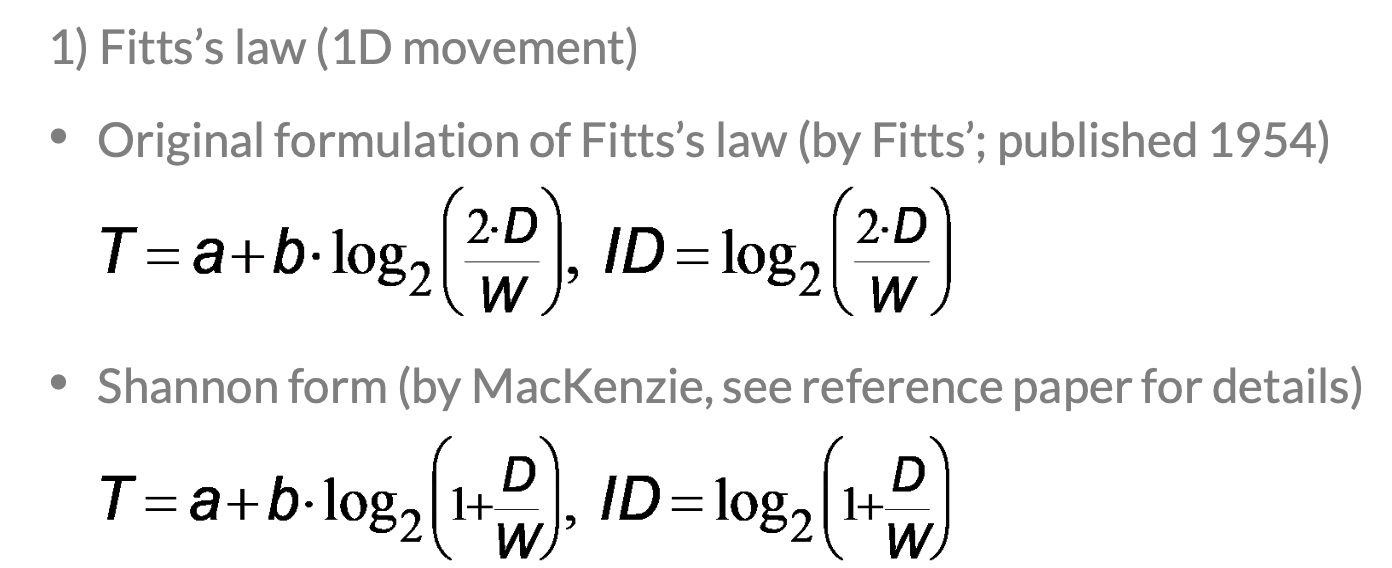 1) Fitts’s law (1D movement)
• Original formulation of Fitts’s law (by Fitts’; published 1954)
T = a + b · log₂(2·D / W), ID = log₂(2·D / W)
• Shannon form (by MacKenzie, see reference paper for details)
T = a + b · log₂(1 + D / W), ID = log₂(1 + D / W)